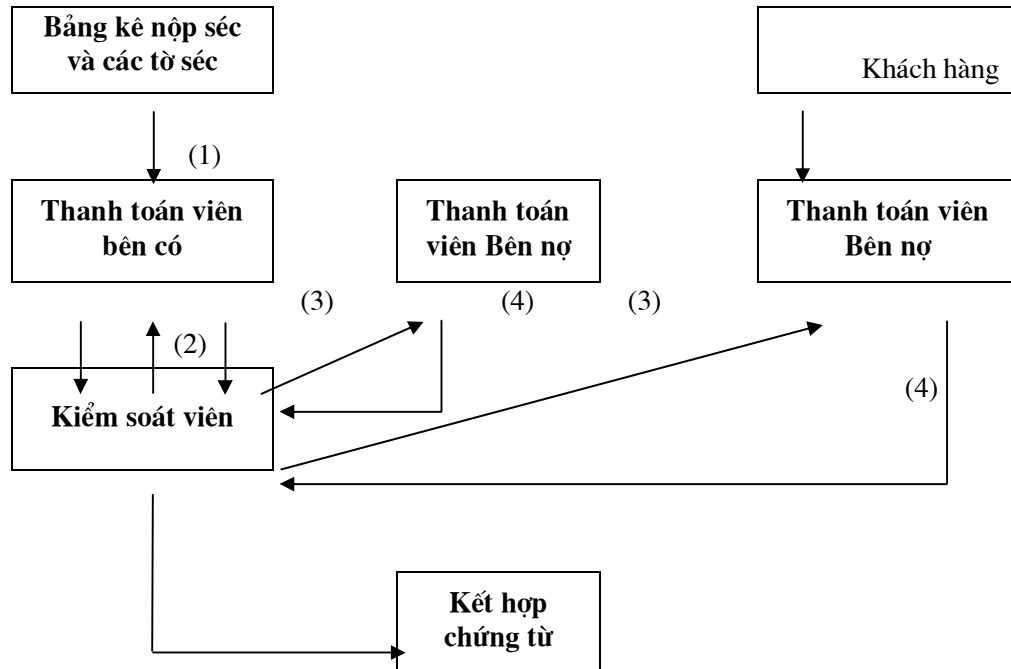 Bảng kê nộp séc
và các tờ séc
Khách hàng
(1)
Thanh toán viên
bên có
Thanh toán
viên Bên nợ
Thanh toán viên
Bên nợ
(3)
(4)
(3)
(2)
(4)
Kiểm soát viên
Kết hợp
chứng từ